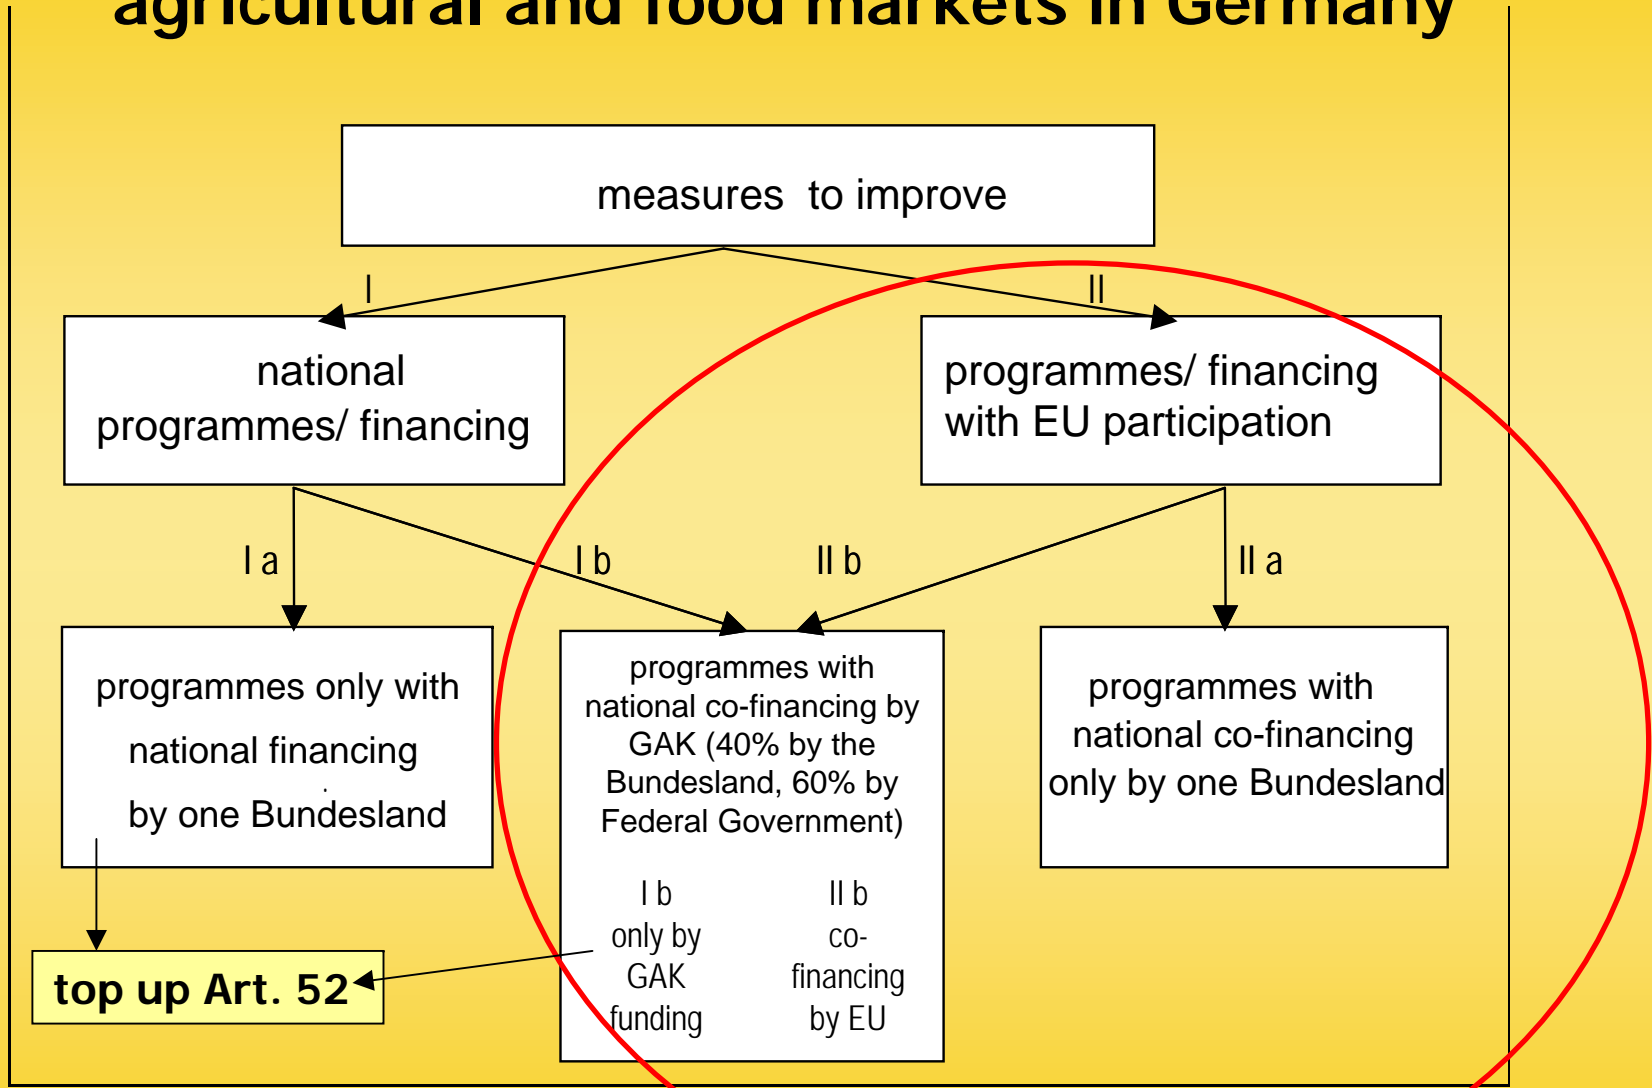 agricultural and food markets in Germany
measures to improve
I
II
national
programmes/ financing
programmes/ financing
with EU participation
I a
I b
II b
II a
programmes only with
national financing
by one Bundesland
programmes with
national co-financing by
GAK (40% by the
Bundesland, 60% by
Federal Government)
I b
only by
GAK
funding
II b
co-
financing
by EU
programmes with
national co-financing
only by one Bundesland
top up Art. 52